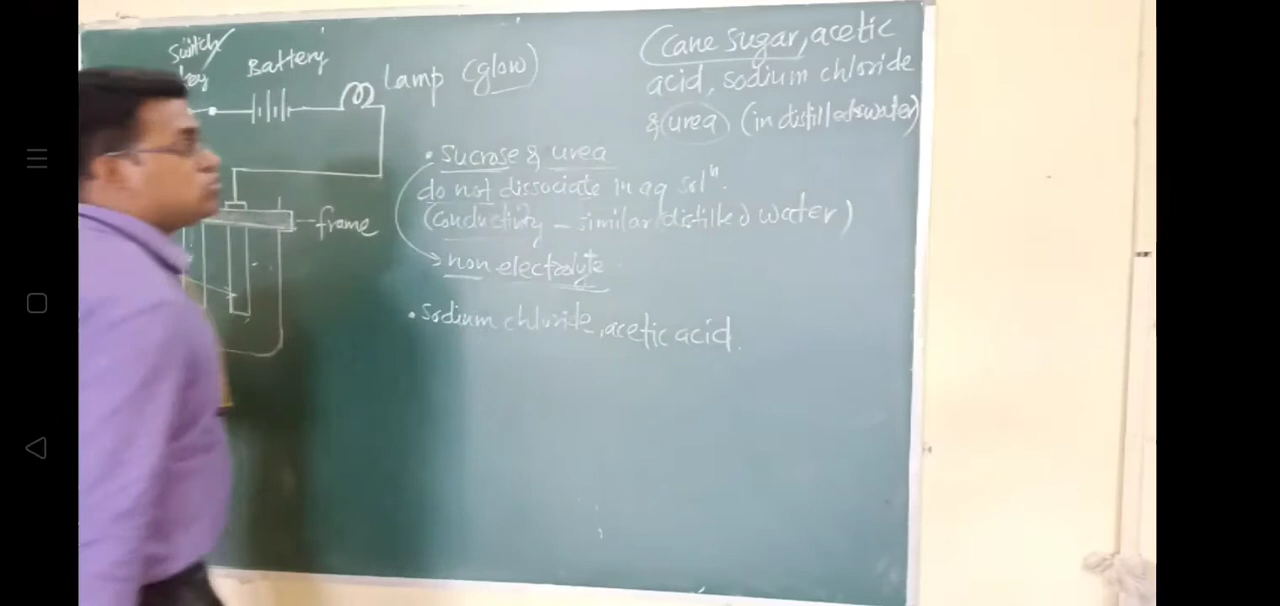 Switch/
key
Battery
Lamp (glow)
frame
(Cane sugar, acetic
acid, sodium chloride
& urea (in distilled water)
• Sucrose & urea
do not dissociate in aq solⁿ.
(conductivity – similar distilled water)
non electrolyte
• Sodium chloride, acetic acid.